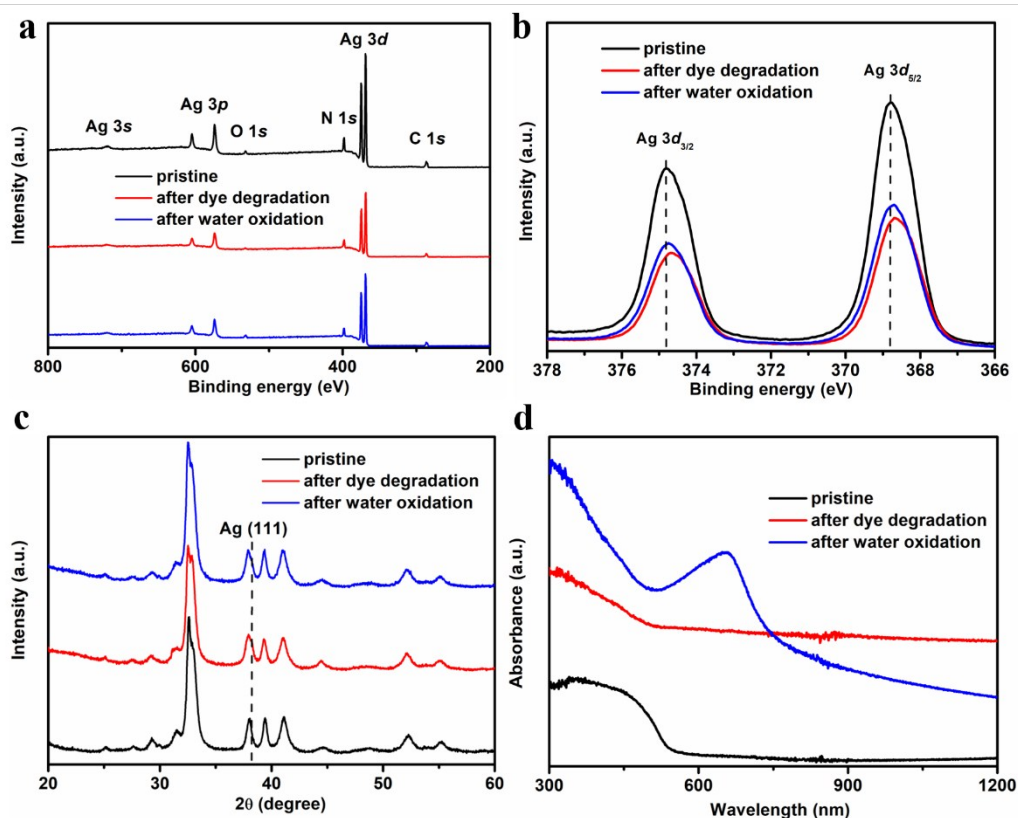 a
Ag 3d
Ag 3p
Ag 3s
O 1s
N 1s
C 1s
pristine
after dye degradation
after water oxidation
Intensity (a.u.)
800
600
400
200
Binding energy (eV)
b
pristine
after dye degradation
after water oxidation
Ag 3d5/2
Ag 3d3/2
Intensity (a.u.)
378
376
374
372
370
368
366
Binding energy (eV)
c
pristine
after dye degradation
after water oxidation
Ag (111)
Intensity (a.u.)
20
30
40
50
60
2θ (degree)
d
pristine
after dye degradation
after water oxidation
Absorbance (a.u.)
300
600
900
1200
Wavelength (nm)